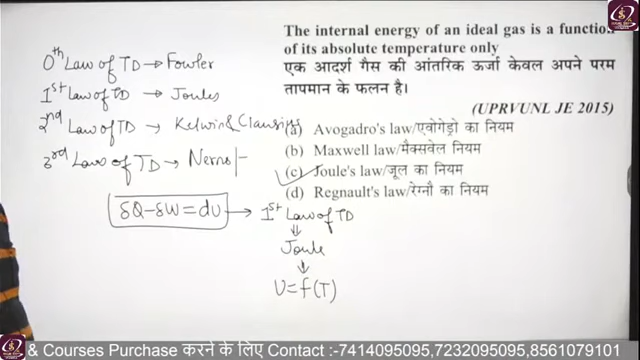 The internal energy of an ideal gas is a function
of its absolute temperature only
एक आदर्श गैस की आंतरिक ऊर्जा केवल अपने परम
तापमान के फलन है।
(UPRVUNL JE 2015)
(a) Avogadro's law/एवोगेड्रो का नियम
(b) Maxwell law/मैक्सवेल नियम
(c) Joule's law/जूल का नियम
(d) Regnault's law/रेग्नौ का नियम
0th Law of TD → Fowler
1st Law of TD → Joules
2nd Law of TD → Kelwin & Clausius
3rd Law of TD → Nernst
δQ-δW=dU → 1st Law of TD
⇓
Joule
↓
U=f(T)
& Courses Purchase करने के लिए Contact :-7414095095,7232095095,8561079101